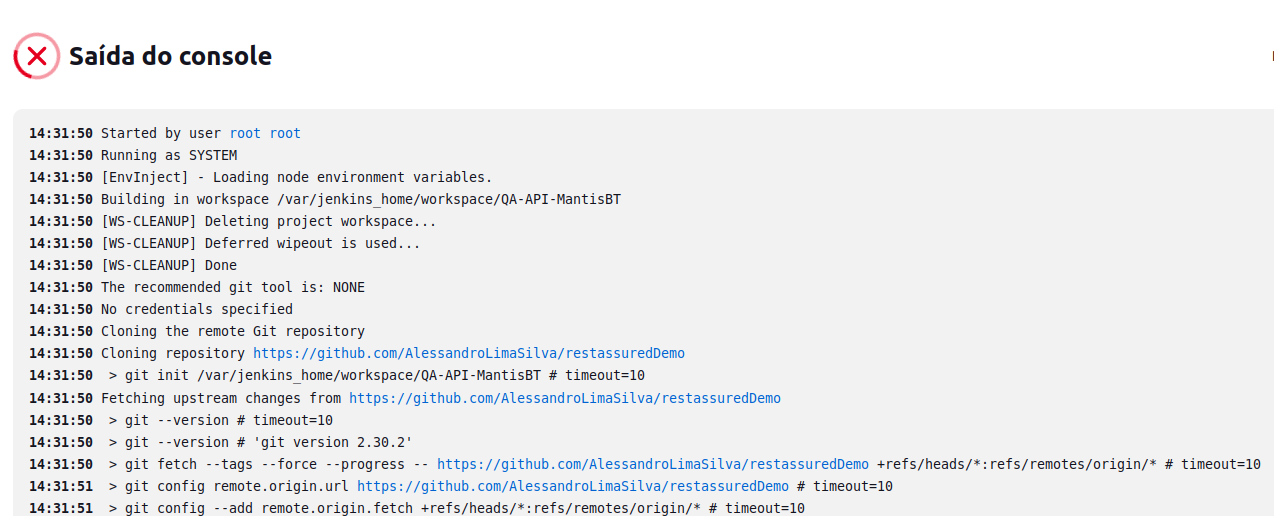 Saída do console
14:31:50 Started by user root root
14:31:50 Running as SYSTEM
14:31:50 [EnvInject] - Loading node environment variables.
14:31:50 Building in workspace /var/jenkins_home/workspace/QA-API-MantisBT
14:31:50 [WS-CLEANUP] Deleting project workspace...
14:31:50 [WS-CLEANUP] Deferred wipeout is used...
14:31:50 [WS-CLEANUP] Done
14:31:50 The recommended git tool is: NONE
14:31:50 No credentials specified
14:31:50 Cloning the remote Git repository
14:31:50 Cloning repository https://github.com/AlessandroLimaSilva/restassuredDemo
14:31:50  > git init /var/jenkins_home/workspace/QA-API-MantisBT # timeout=10
14:31:50 Fetching upstream changes from https://github.com/AlessandroLimaSilva/restassuredDemo
14:31:50  > git --version # timeout=10
14:31:50  > git --version # 'git version 2.30.2'
14:31:50  > git fetch --tags --force --progress -- https://github.com/AlessandroLimaSilva/restassuredDemo +refs/heads/*:refs/remotes/origin/* # timeout=10
14:31:51  > git config remote.origin.url https://github.com/AlessandroLimaSilva/restassuredDemo # timeout=10
14:31:51  > git config --add remote.origin.fetch +refs/heads/*:refs/remotes/origin/* # timeout=10